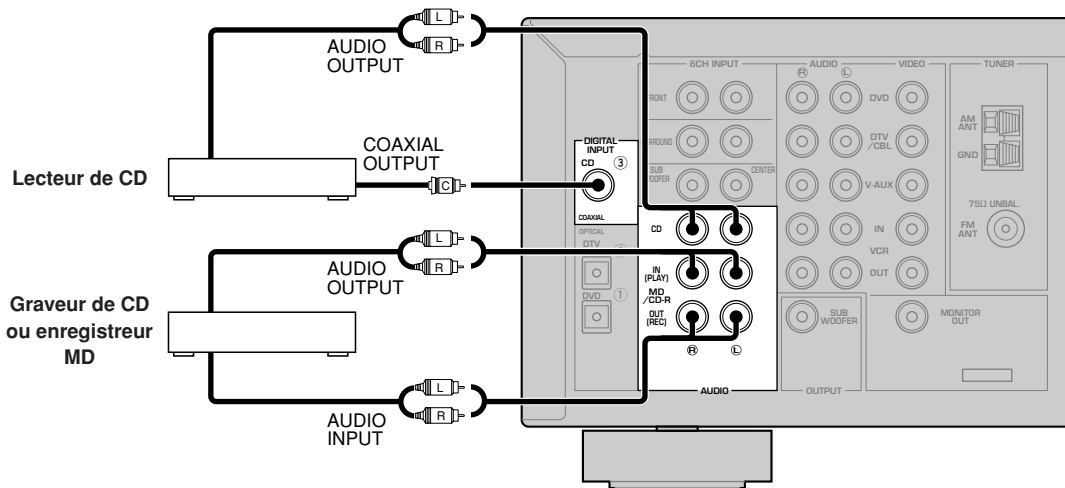 L
R
AUDIO
OUTPUT
COAXIAL
OUTPUT
C
Lecteur de CD
L
R
AUDIO
OUTPUT
Graveur de CD
ou enregistreur
MD
L
R
AUDIO
INPUT
6CH INPUT
FRONT
SURROUND
SUB
WOOFER
CENTER
DIGITAL
INPUT
CD
③
COAXIAL
OPTICAL
DTV
②
DVD
①
CD
IN
(PLAY)
MD
/CD-R
OUT
(REC)
Ⓡ
Ⓛ
AUDIO
AUDIO
Ⓡ
Ⓛ
VIDEO
DVD
DTV
/CBL
V-AUX
IN
VCR
OUT
SUB
WOOFER
OUTPUT
MONITOR
OUT
TUNER
AM
ANT
GND
75Ω UNBAL.
FM
ANT